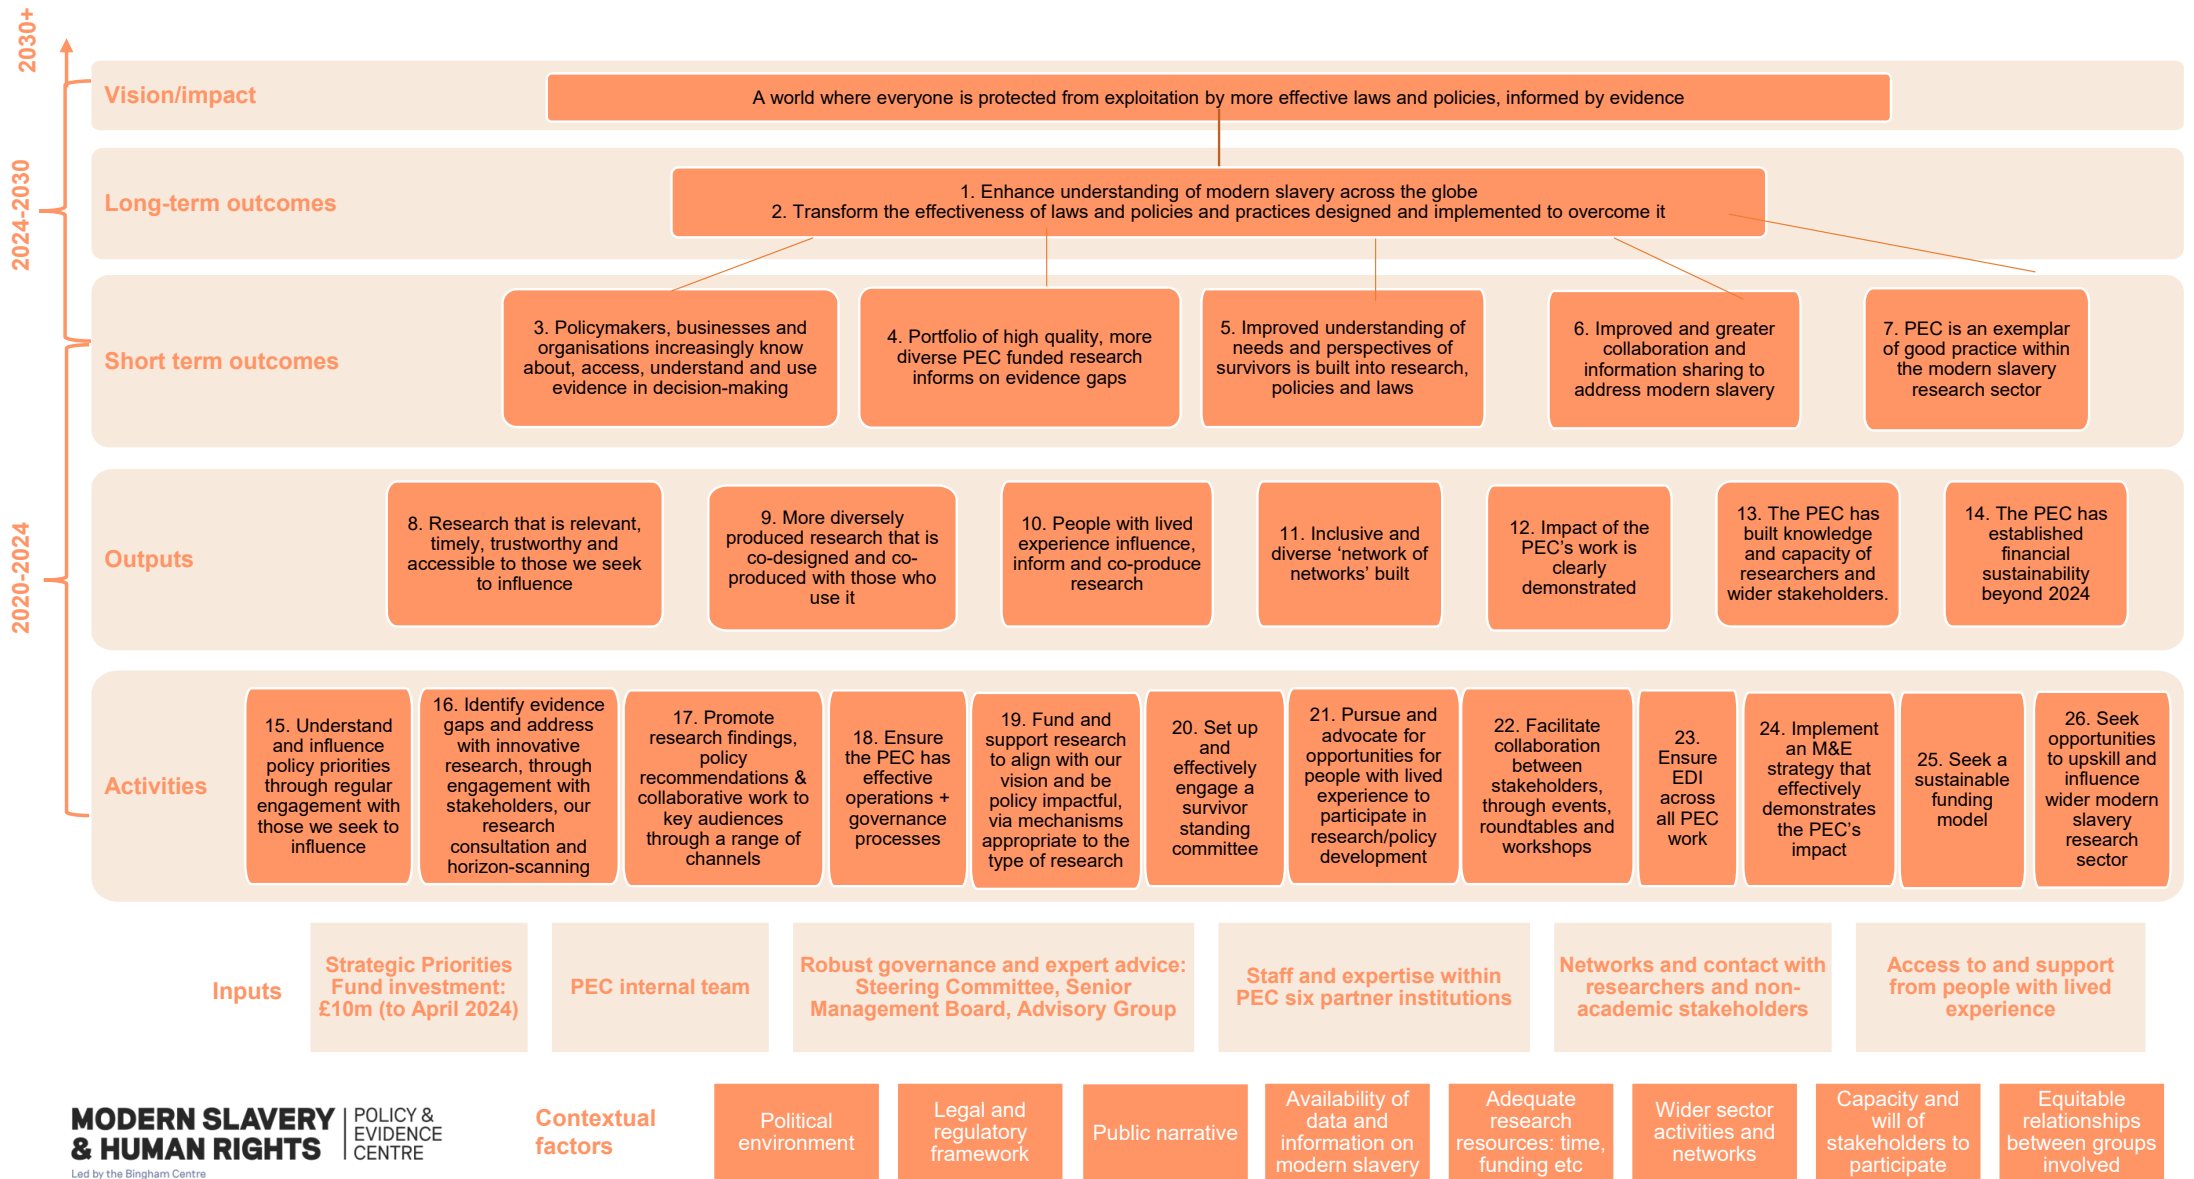 2030+
Vision/impact
A world where everyone is protected from exploitation by more effective laws and policies, informed by evidence
2024-2030
Long-term outcomes
1. Enhance understanding of modern slavery across the globe
2. Transform the effectiveness of laws and policies and practices designed and implemented to overcome it
Short term outcomes
3. Policymakers, businesses and
organisations increasingly know
about, access, understand and use
evidence in decision-making
4. Portfolio of high quality, more
diverse PEC funded research
informs on evidence gaps
5. Improved understanding of
needs and perspectives of
survivors is built into research,
policies and laws
6. Improved and greater
collaboration and
information sharing to
address modern slavery
7. PEC is an exemplar
of good practice within
the modern slavery
research sector
2020-2024
Outputs
8. Research that is relevant,
timely, trustworthy and
accessible to those we seek
to influence
9. More diversely
produced research that is
co-designed and co-
produced with those who
use it
10. People with lived
experience influence,
inform and co-produce
research
11. Inclusive and
diverse ‘network of
networks’ built
12. Impact of the
PEC’s work is
clearly
demonstrated
13. The PEC has
built knowledge
and capacity of
researchers and
wider stakeholders.
14. The PEC has
established
financial
sustainability
beyond 2024
Activities
15. Understand
and influence
policy priorities
through regular
engagement with
those we seek to
influence
16. Identify evidence
gaps and address
with innovative
research, through
engagement with
stakeholders, our
research
consultation and
horizon-scanning
17. Promote
research findings,
policy
recommendations &
collaborative work to
key audiences
through a range of
channels
18. Ensure
the PEC has
effective
operations +
governance
processes
19. Fund and
support research
to align with our
vision and be
policy impactful,
via mechanisms
appropriate to the
type of research
20. Set up
and
effectively
engage a
survivor
standing
committee
21. Pursue and
advocate for
opportunities for
people with lived
experience to
participate in
research/policy
development
22. Facilitate
collaboration
between
stakeholders,
through events,
roundtables and
workshops
23.
Ensure
EDI
across
all PEC
work
24. Implement
an M&E
strategy that
effectively
demonstrates
the PEC’s
impact
25. Seek a
sustainable
funding
model
26. Seek
opportunities
to upskill and
influence
wider modern
slavery
research
sector
Inputs
Strategic Priorities
Fund investment:
£10m (to April 2024)
PEC internal team
Robust governance and expert advice:
Steering Committee, Senior
Management Board, Advisory Group
Staff and expertise within
PEC six partner institutions
Networks and contact with
researchers and non-
academic stakeholders
Access to and support
from people with lived
experience
MODERN SLAVERY
& HUMAN RIGHTS
POLICY &
EVIDENCE
CENTRE
Led by the Bingham Centre
Contextual
factors
Political
environment
Legal and
regulatory
framework
Public narrative
Availability of
data and
information on
modern slavery
Adequate
research
resources: time,
funding etc
Wider sector
activities and
networks
Capacity and
will of
stakeholders to
participate
Equitable
relationships
between groups
involved